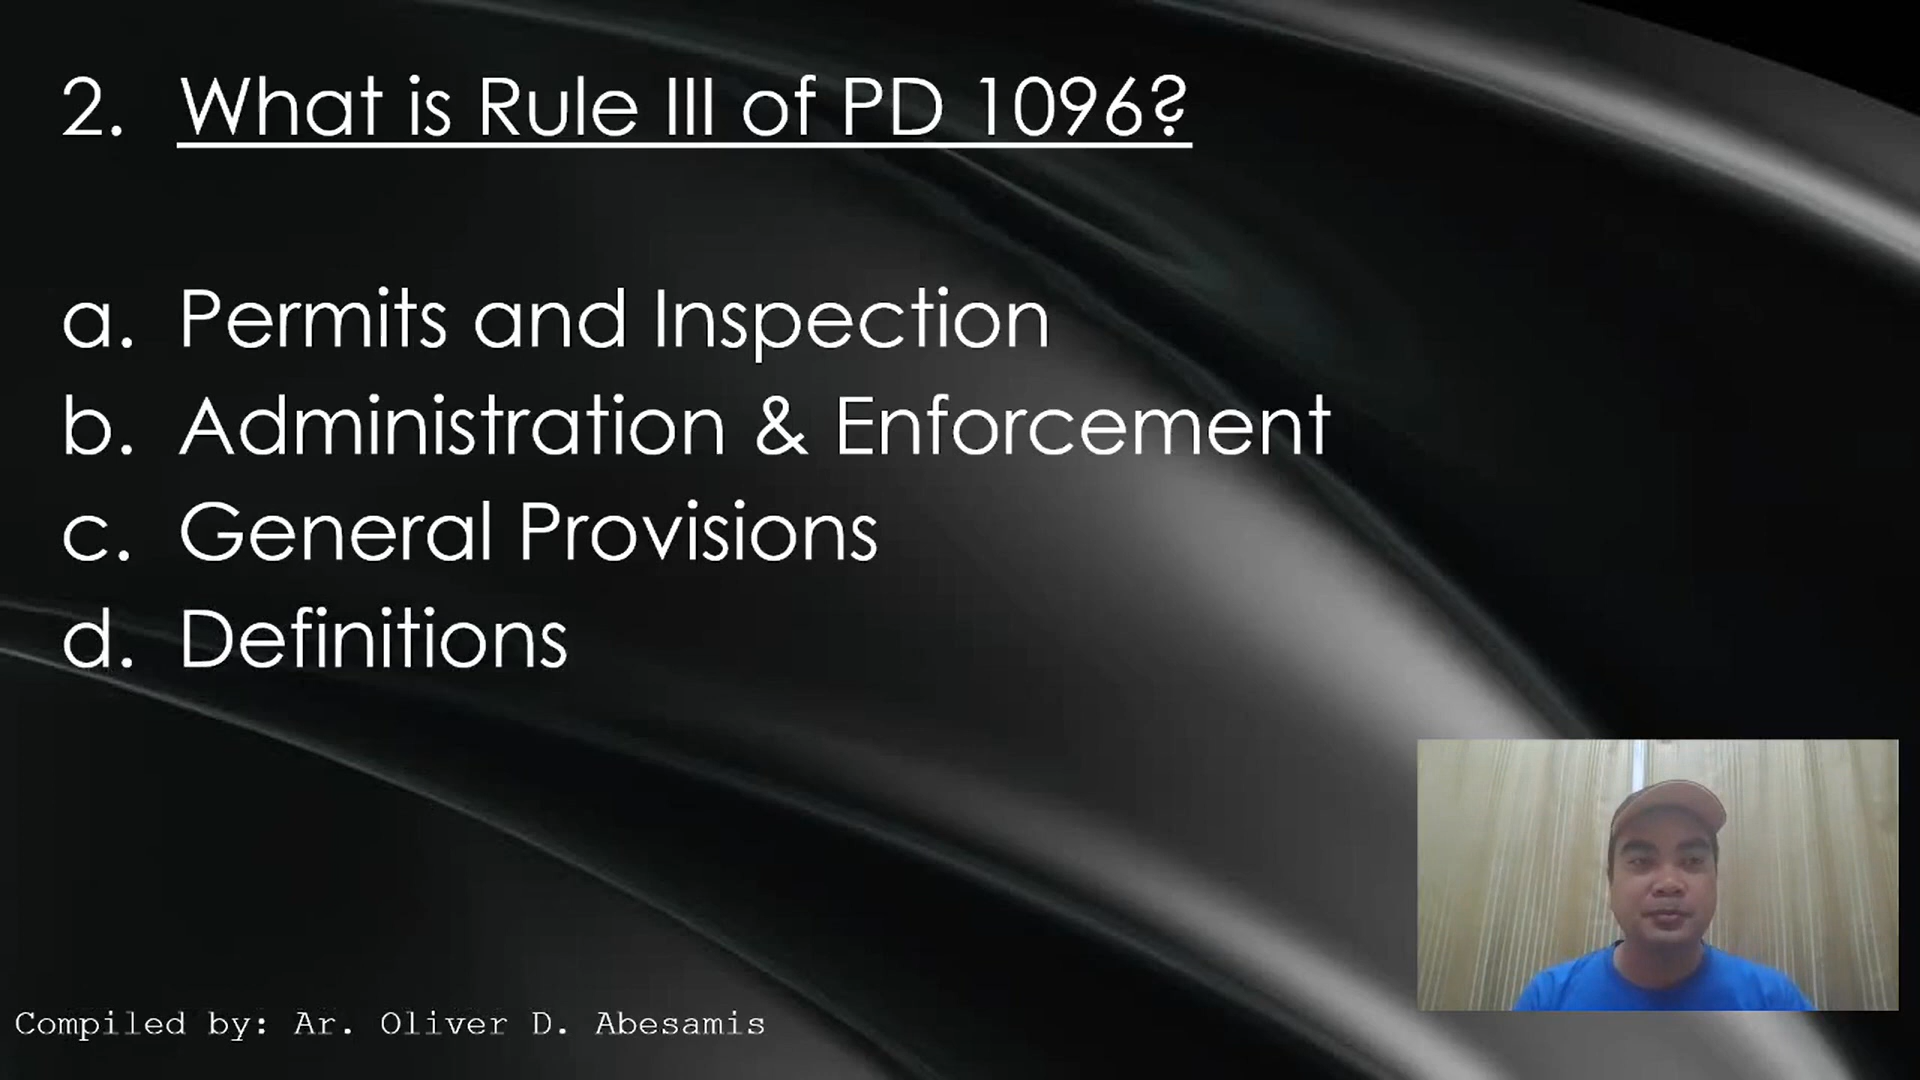 2. What is Rule III of PD 1096?
a. Permits and Inspection
b. Administration & Enforcement
c. General Provisions
d. Definitions
Compiled by: Ar. Oliver D. Abesamis